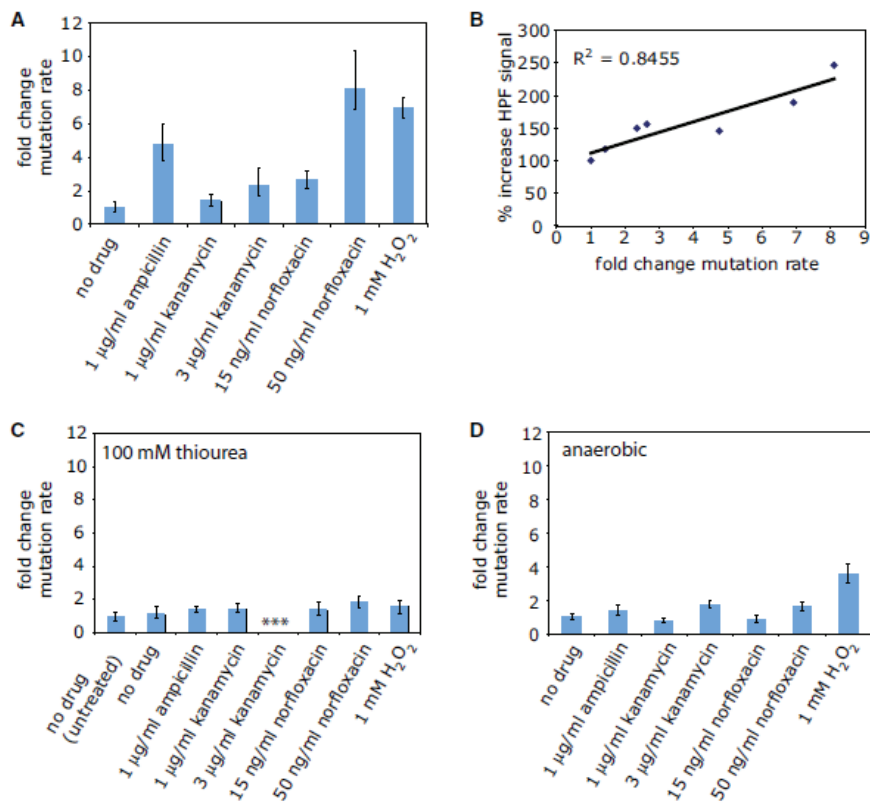 A
12
10
8
6
4
2
0
fold change
mutation rate
no drug
1 µg/ml ampicillin
1 µg/ml kanamycin
3 µg/ml kanamycin
15 ng/ml norfloxacin
50 ng/ml norfloxacin
1 mM H₂O₂
B
300
250
200
150
100
50
0
% increase HPF signal
R² = 0.8455
0 1 2 3 4 5 6 7 8 9
fold change mutation rate
C
12
10
8
6
4
2
0
fold change
mutation rate
100 mM thiourea
***
no drug
(untreated)
no drug
1 µg/ml ampicillin
1 µg/ml kanamycin
3 µg/ml kanamycin
15 ng/ml norfloxacin
50 ng/ml norfloxacin
1 mM H₂O₂
D
12
10
8
6
4
2
0
fold change
mutation rate
anaerobic
no drug
1 µg/ml ampicillin
1 µg/ml kanamycin
3 µg/ml kanamycin
15 ng/ml norfloxacin
50 ng/ml norfloxacin
1 mM H₂O₂